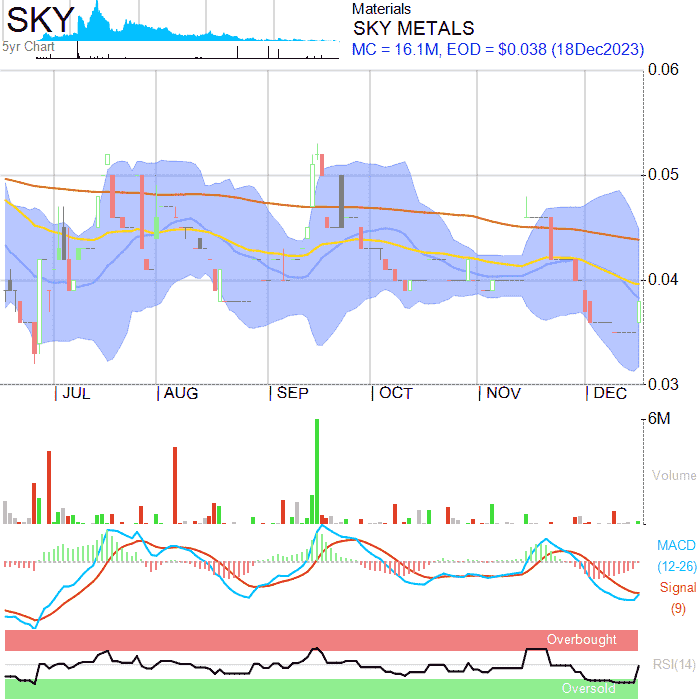 SKY
5yr Chart
Materials
SKY METALS
MC = 16.1M, EOD = $0.038 (18Dec2023)
0.06
0.05
0.04
0.03
JUL
AUG
SEP
OCT
NOV
DEC
6M
Volume
MACD
(12-26)
Signal
(9)
Overbought
RSI(14)
Oversold